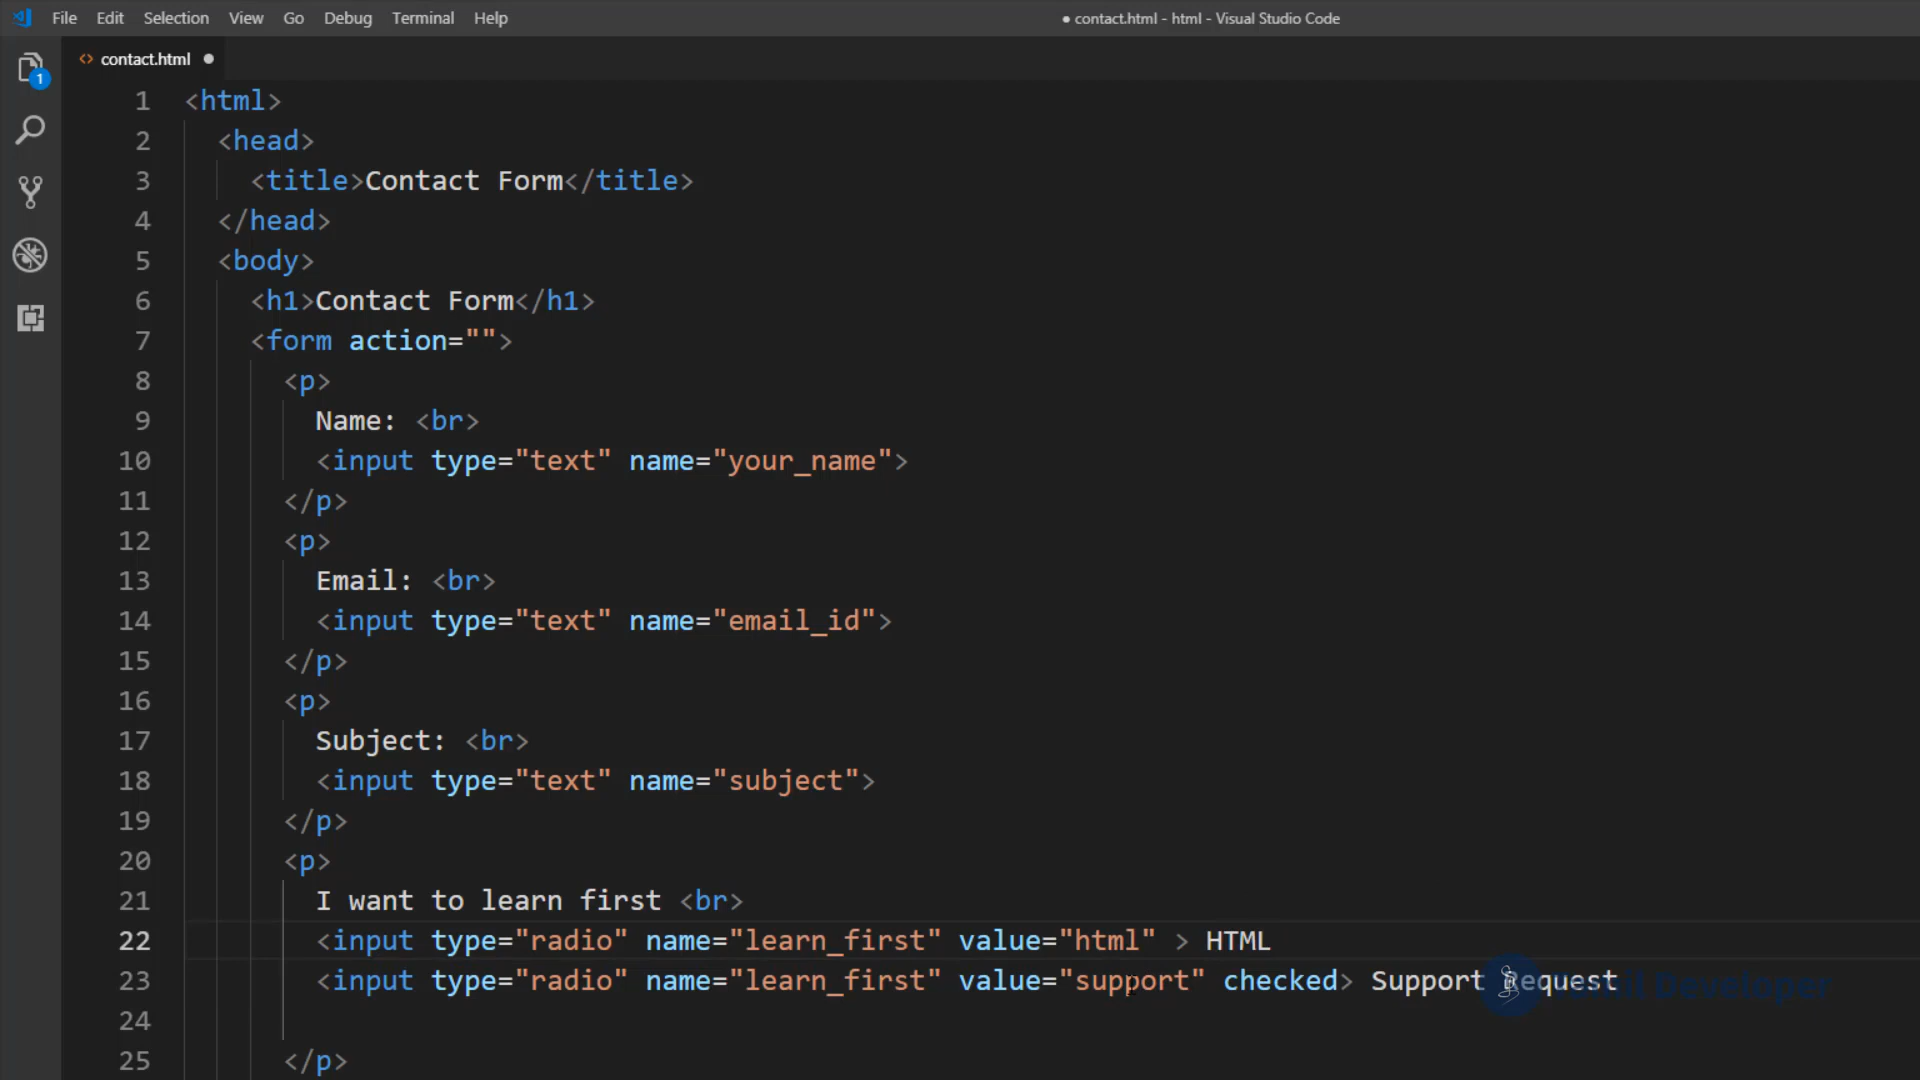 File Edit Selection View Go Debug Terminal Help
● contact.html - html - Visual Studio Code
1
<> contact.html ●
1 <html>
2 <head>
3 <title>Contact Form</title>
4 </head>
5 <body>
6 <h1>Contact Form</h1>
7 <form action="">
8 <p>
9 Name: <br>
10 <input type="text" name="your_name">
11 </p>
12 <p>
13 Email: <br>
14 <input type="text" name="email_id">
15 </p>
16 <p>
17 Subject: <br>
18 <input type="text" name="subject">
19 </p>
20 <p>
21 I want to learn first <br>
22 <input type="radio" name="learn_first" value="html" > HTML
23 <input type="radio" name="learn_first" value="support" checked> Support Request
Tamil Developer
24
25 </p>